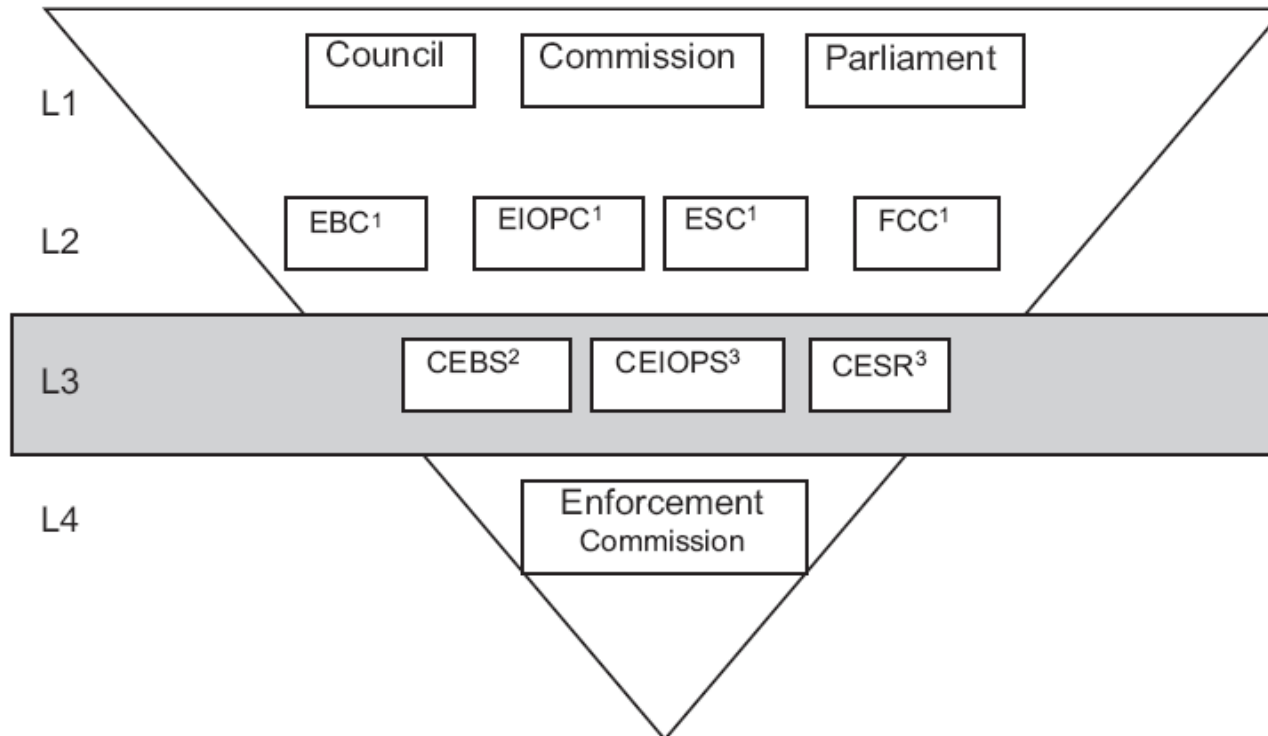 Council Commission Parliament
L1
EBC¹ EIOPC¹ ESC¹ FCC¹
L2
L3 CEBS² CEIOPS³ CESR³
L4 Enforcement
Commission